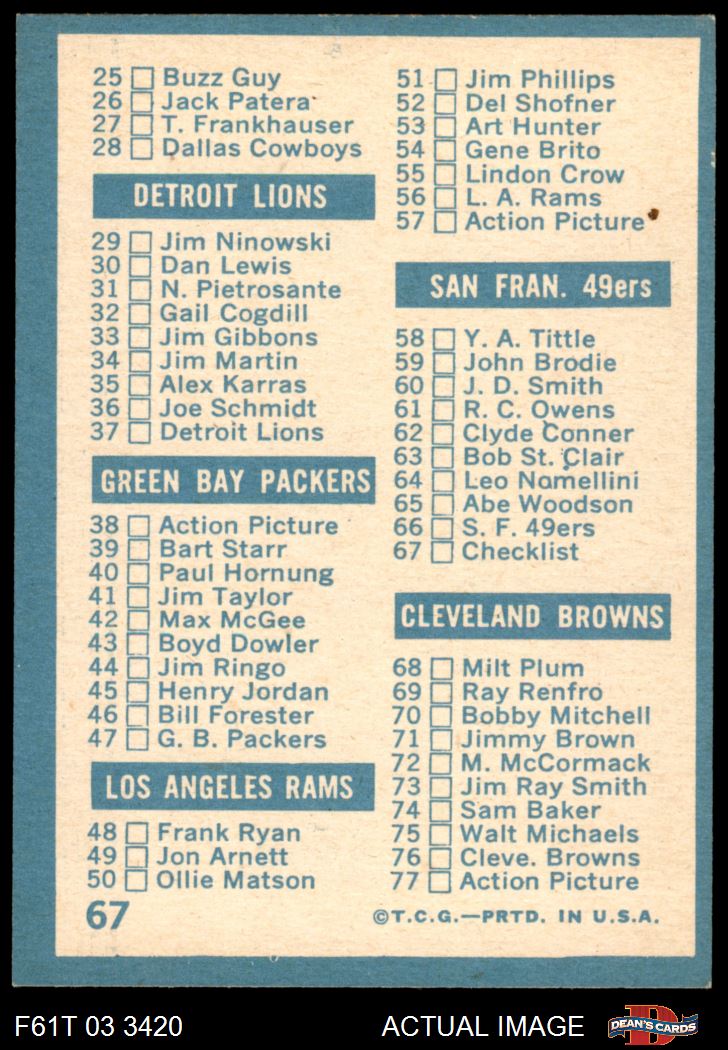 25 Buzz Guy
26 Jack Patera
27 T. Frankhauser
28 Dallas Cowboys
DETROIT LIONS
29 Jim Ninowski
30 Dan Lewis
31 N. Pietrosante
32 Gail Cogdill
33 Jim Gibbons
34 Jim Martin
35 Alex Karras
36 Joe Schmidt
37 Detroit Lions
GREEN BAY PACKERS
38 Action Picture
39 Bart Starr
40 Paul Hornung
41 Jim Taylor
42 Max McGee
43 Boyd Dowler
44 Jim Ringo
45 Henry Jordan
46 Bill Forester
47 G. B. Packers
LOS ANGELES RAMS
48 Frank Ryan
49 Jon Arnett
50 Ollie Matson
51 Jim Phillips
52 Del Shofner
53 Art Hunter
54 Gene Brito
55 Lindon Crow
56 L. A. Rams
57 Action Picture
SAN FRAN. 49ers
58 Y. A. Tittle
59 John Brodie
60 J. D. Smith
61 R. C. Owens
62 Clyde Conner
63 Bob St. Clair
64 Leo Nomellini
65 Abe Woodson
66 S. F. 49ers
67 Checklist
CLEVELAND BROWNS
68 Milt Plum
69 Ray Renfro
70 Bobby Mitchell
71 Jimmy Brown
72 M. McCormack
73 Jim Ray Smith
74 Sam Baker
75 Walt Michaels
76 Cleve. Browns
77 Action Picture
67
©T.C.G.—PRTD. IN U.S.A.
F61T 03 3420
ACTUAL IMAGE
DEAN'S CARDS